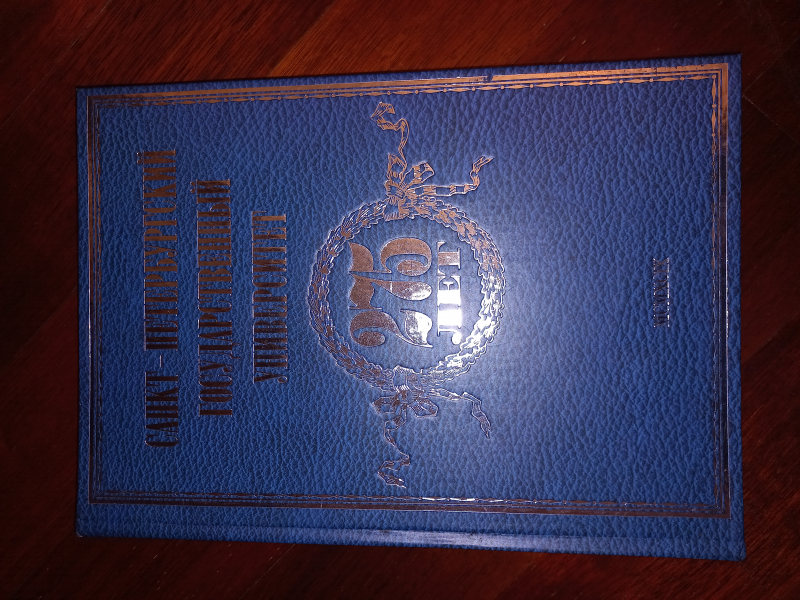 САНКТ – ПЕТЕРБУРГСКИЙ
ГОСУДАРСТВЕННЫЙ
УНИВЕРСИТЕТ
275
ЛЕТ